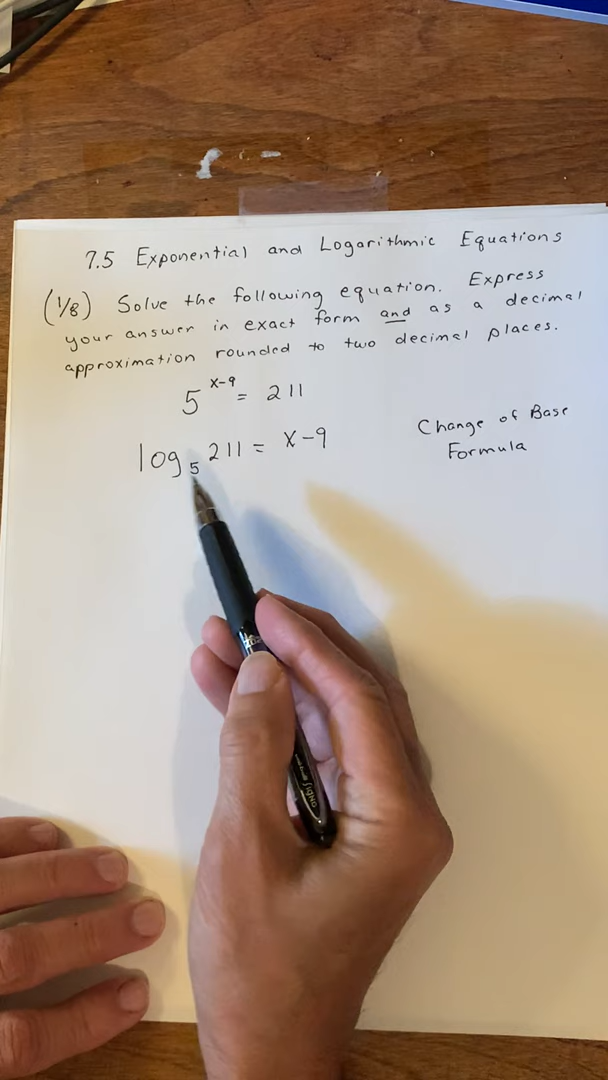 7.5 Exponential and Logarithmic Equations
(1/8) Solve the following equation. Express
your answer in exact form and as a decimal
approximation rounded to two decimal places.
5^(x-9) = 211
log₅ 211 = x-9
Change of Base
Formula